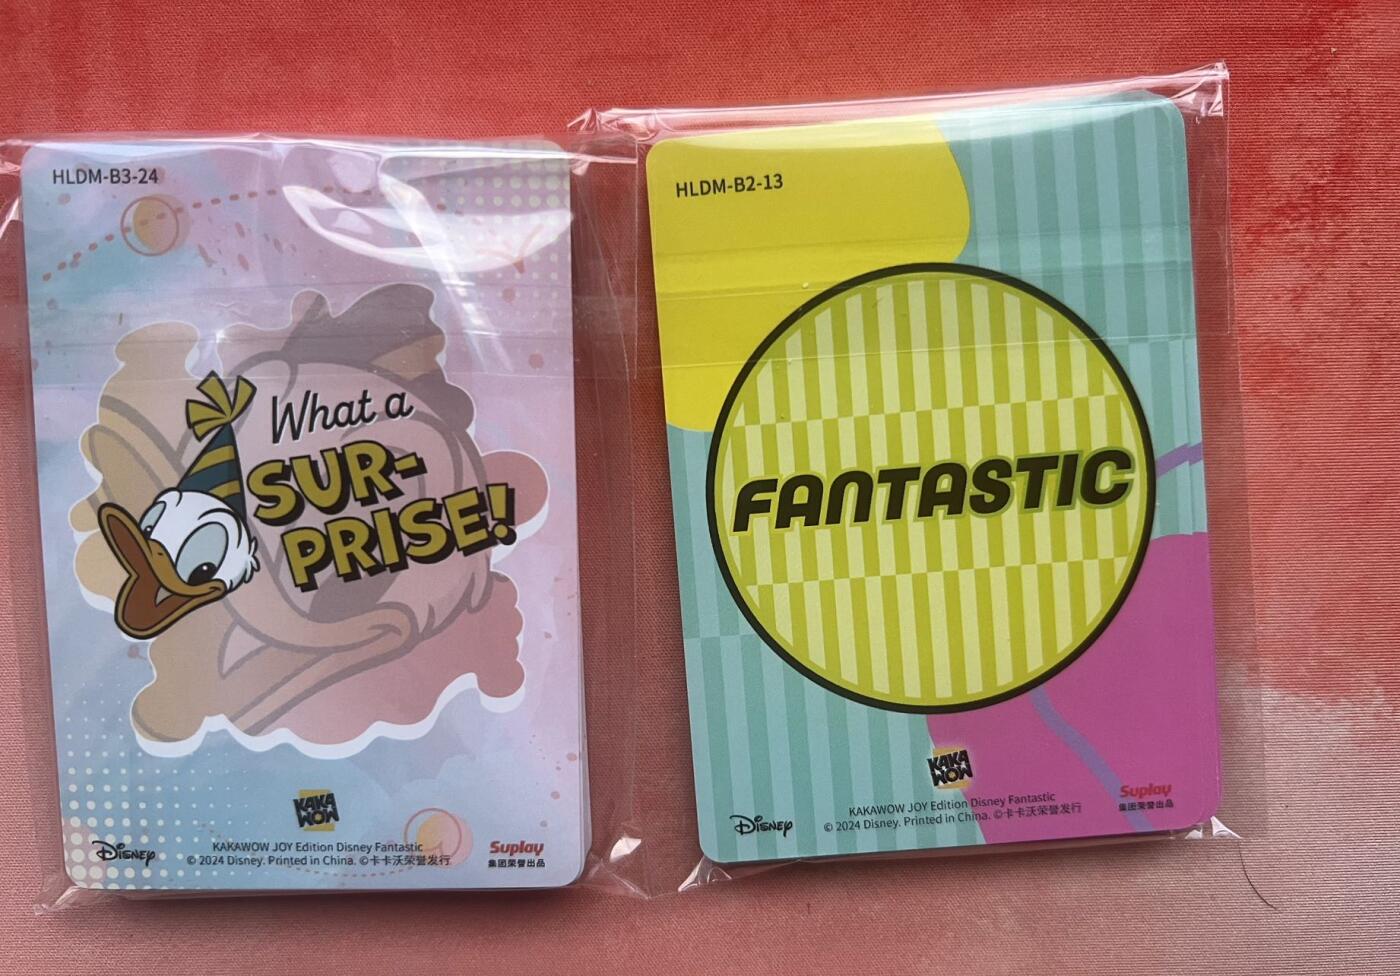 HLDM-B3-24
What a
SUR-
PRISE!
KAKA
WOW
Disney
KAKAWOW JOY Edition Disney Fantastic
© 2024 Disney. Printed in China. ©卡卡沃荣誉发行
Suplay
集团荣誉出品
HLDM-B2-13
FANTASTIC
KAKA
WOW
Disney
KAKAWOW JOY Edition Disney Fantastic
© 2024 Disney. Printed in China. ©卡卡沃荣誉发行
Suplay
集团荣誉出品